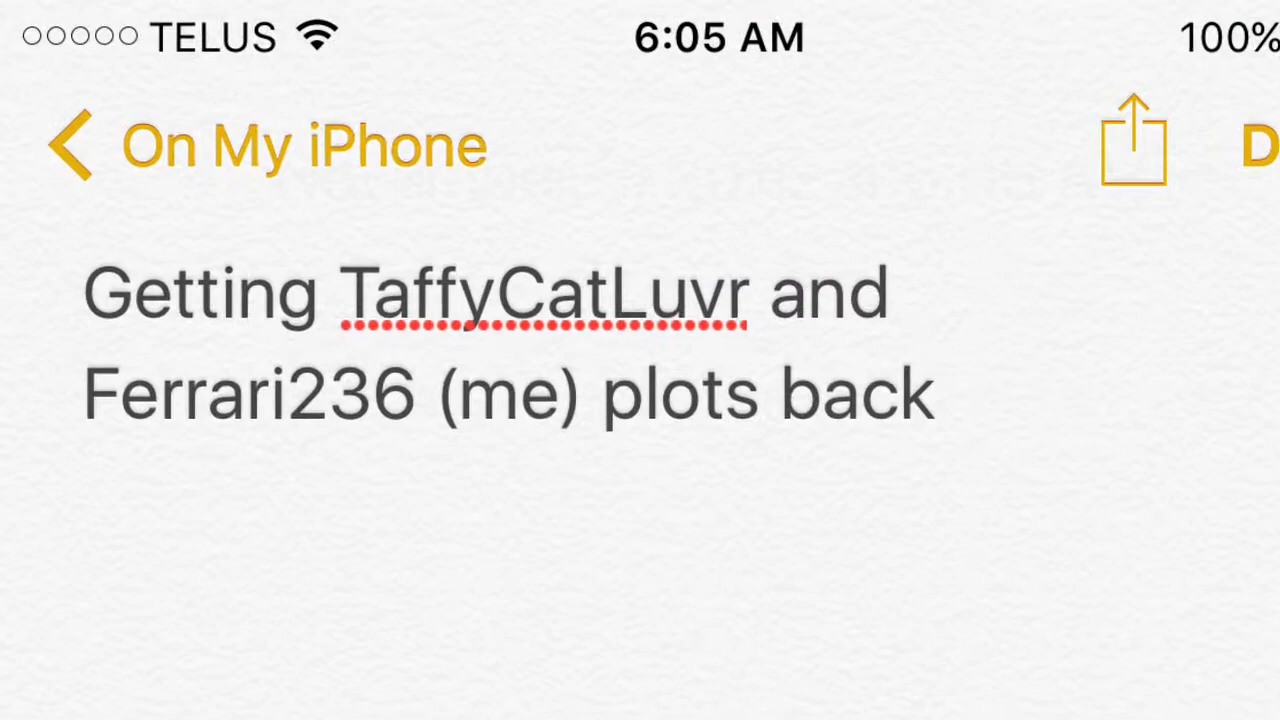 TELUS 6:05 AM 100%
On My iPhone D
Getting TaffyCatLuvr and
Ferrari236 (me) plots back